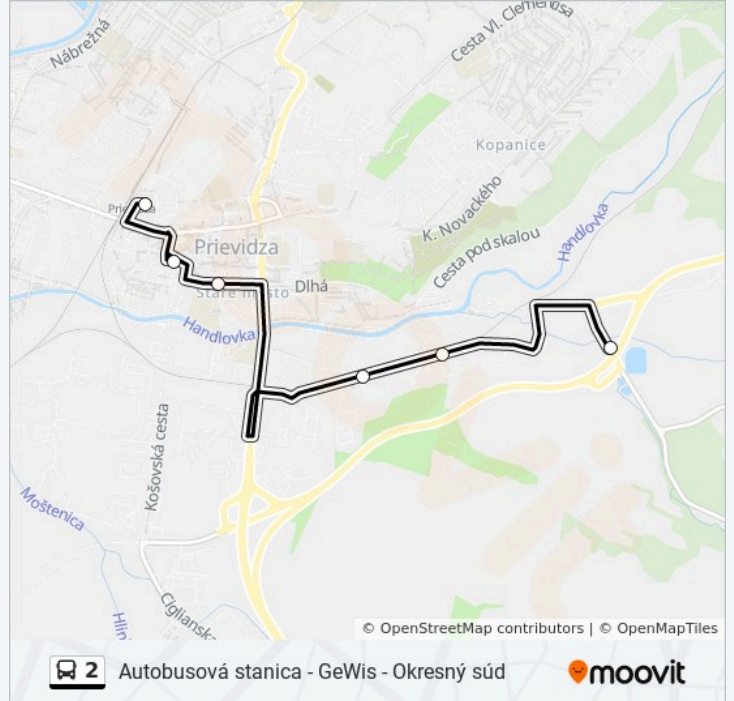 Nábrežná
Cesta Vl. Clementisa
Kopanice
K. Novackého
Handlovka
Cesta pod skalou
Prievidza
Dlhá
Staré mesto
Handlovka
Košovská cesta
Moštenica
© OpenStreetMap contributors | © OpenMapTiles
2 Autobusová stanica - GeWis - Okresný súd
moovit